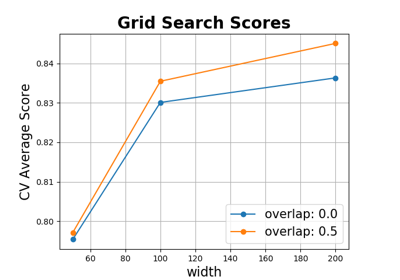 Grid Search Scores
CV Average Score
0.84
0.83
0.82
0.81
0.80
overlap: 0.0
overlap: 0.5
60 80 100 120 140 160 180 200
width